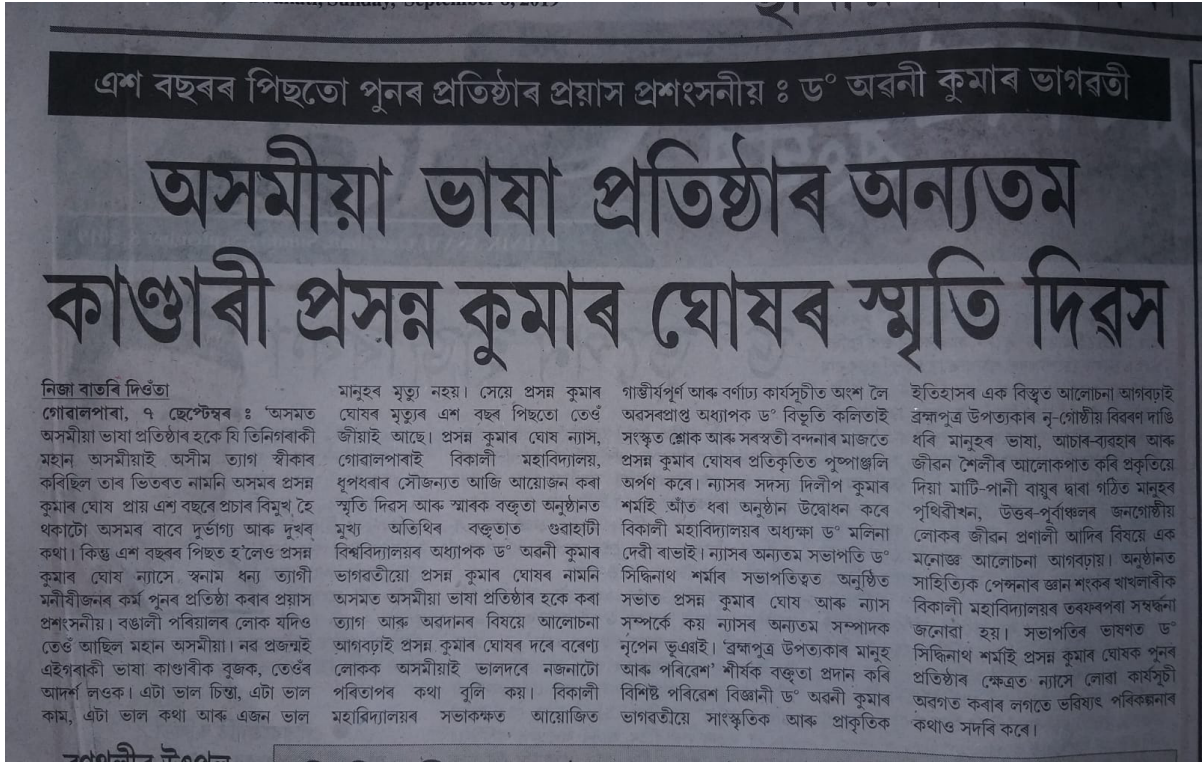 Sunday, September 8, 2019
এশ বছৰৰ পিছতো পুনৰ প্ৰতিষ্ঠাৰ প্ৰয়াস প্ৰশংসনীয় ঃ ড° অৱনী কুমাৰ ভাগৱতী
অসমীয়া ভাষা প্ৰতিষ্ঠাৰ অন্যতম
কাণ্ডাৰী প্ৰসন্ন কুমাৰ ঘোষৰ স্মৃতি দিৱস
নিজা বাতৰি দিওঁতা
গোৱালপাৰা, ৭ ছেপ্টেম্বৰ ঃ 'অসমত
অসমীয়া ভাষা প্ৰতিষ্ঠাৰ হকে যি তিনিগৰাকী
মহান অসমীয়াই অসীম ত্যাগ স্বীকাৰ
কৰিছিল তাৰ ভিতৰত নামনি অসমৰ প্ৰসন্ন
কুমাৰ ঘোষ প্ৰায় এশ বছৰে প্ৰচাৰ বিমুখ হৈ
থকাটো অসমৰ বাবে দুৰ্ভাগ্য আৰু দুখৰ
কথা। কিন্তু এশ বছৰৰ পিছত হ'লেও প্ৰসন্ন
কুমাৰ ঘোষ ন্যাসে স্বনাম ধন্য ত্যাগী
মনীষীজনৰ কৰ্ম পুনৰ প্ৰতিষ্ঠা কৰাৰ প্ৰয়াস
প্ৰশংসনীয়। বঙালী পৰিয়ালৰ লোক যদিও
তেওঁ আছিল মহান অসমীয়া। নৱ প্ৰজন্মই
এইগৰাকী ভাষা কাণ্ডাৰীক বুজক, তেওঁৰ
আদৰ্শ লওক। এটা ভাল চিন্তা, এটা ভাল
কাম, এটা ভাল কথা আৰু এজন ভাল
মানুহৰ মৃত্যু নহয়। সেয়ে প্ৰসন্ন কুমাৰ
ঘোষৰ মৃত্যুৰ এশ বছৰ পিছতো তেওঁ
জীয়াই আছে। প্ৰসন্ন কুমাৰ ঘোষ ন্যাস,
গোৱালপাৰাই বিকালী মহাবিদ্যালয়,
ধূপধৰাৰ সৌজন্যত আজি আয়োজন কৰা
স্মৃতি দিৱস আৰু স্মাৰক বক্তৃতা অনুষ্ঠানত
মুখ্য অতিথিৰ বক্তৃতাত গুৱাহাটী
বিশ্ববিদ্যালয়ৰ অধ্যাপক ড° অৱনী কুমাৰ
ভাগৱতীয়ো প্ৰসন্ন কুমাৰ ঘোষৰ নামনি
অসমত অসমীয়া ভাষা প্ৰতিষ্ঠাৰ হকে কৰা
ত্যাগ আৰু অৱদানৰ বিষয়ে আলোচনা
আগবঢ়াই প্ৰসন্ন কুমাৰ ঘোষৰ দৰে বৰেণ্য
লোকক অসমীয়াই ভালদৰে নজনাটো
পৰিতাপৰ কথা বুলি কয়। বিকালী
মহাবিদ্যালয়ৰ সভাকক্ষত আয়োজিত
গাম্ভীৰ্যপূৰ্ণ আৰু বৰ্ণাঢ্য কাৰ্যসূচীত অংশ লৈ
অৱসৰপ্ৰাপ্ত অধ্যাপক ড° বিভূতি কলিতাই
সংস্কৃত শ্লোক আৰু সৰস্বতী বন্দনাৰ মাজতে
প্ৰসন্ন কুমাৰ ঘোষৰ প্ৰতিকৃতিত পুষ্পাঞ্জলি
অৰ্পণ কৰে। ন্যাসৰ সদস্য দিলীপ কুমাৰ
শৰ্মাই আঁত ধৰা অনুষ্ঠান উদ্বোধন কৰে
বিকালী মহাবিদ্যালয়ৰ অধ্যক্ষা ড° মলিনা
দেবী ৰাভাই। ন্যাসৰ অন্যতম সভাপতি ড°
সিদ্ধিনাথ শৰ্মাৰ সভাপতিত্বত অনুষ্ঠিত
সভাত প্ৰসন্ন কুমাৰ ঘোষ আৰু ন্যাস
সম্পৰ্কে কয় ন্যাসৰ অন্যতম সম্পাদক
নৃপেন ভূঞাই। 'ব্ৰহ্মপুত্ৰ উপত্যকাৰ মানুহ
আৰু পৰিৱেশ' শীৰ্ষক বক্তৃতা প্ৰদান কৰি
বিশিষ্ট পৰিৱেশ বিজ্ঞানী ড° অৱনী কুমাৰ
ভাগৱতীয়ে সাংস্কৃতিক আৰু প্ৰাকৃতিক
ইতিহাসৰ এক বিস্তৃত আলোচনা আগবঢ়াই
ব্ৰহ্মপুত্ৰ উপত্যকাৰ নৃ-গোষ্ঠীয় বিৱৰণ দাঙি
ধৰি মানুহৰ ভাষা, আচাৰ-ব্যৱহাৰ আৰু
জীৱন শৈলীৰ আলোকপাত কৰি প্ৰকৃতিয়ে
দিয়া মাটি-পানী বায়ুৰ দ্বাৰা গঠিত মানুহৰ
পৃথিৱীখন, উত্তৰ-পূৰ্বাঞ্চলৰ জনগোষ্ঠীয়
লোকৰ জীৱন প্ৰণালী আদিৰ বিষয়ে এক
মনোজ্ঞ আলোচনা আগবঢ়ায়। অনুষ্ঠানত
সাহিত্যিক পেন্সনাৰ জ্ঞান শংকৰ খাখলাৰীক
বিকালী মহাবিদ্যালয়ৰ তৰফৰপৰা সম্বৰ্দ্ধনা
জনোৱা হয়। সভাপতিৰ ভাষণত ড°
সিদ্ধিনাথ শৰ্মাই প্ৰসন্ন কুমাৰ ঘোষক পুনৰ
প্ৰতিষ্ঠাৰ ক্ষেত্ৰত ন্যাসে লোৱা কাৰ্যসূচী
অৱগত কৰাৰ লগতে ভৱিষ্যৎ পৰিকল্পনাৰ
কথাও সদৰি কৰে।